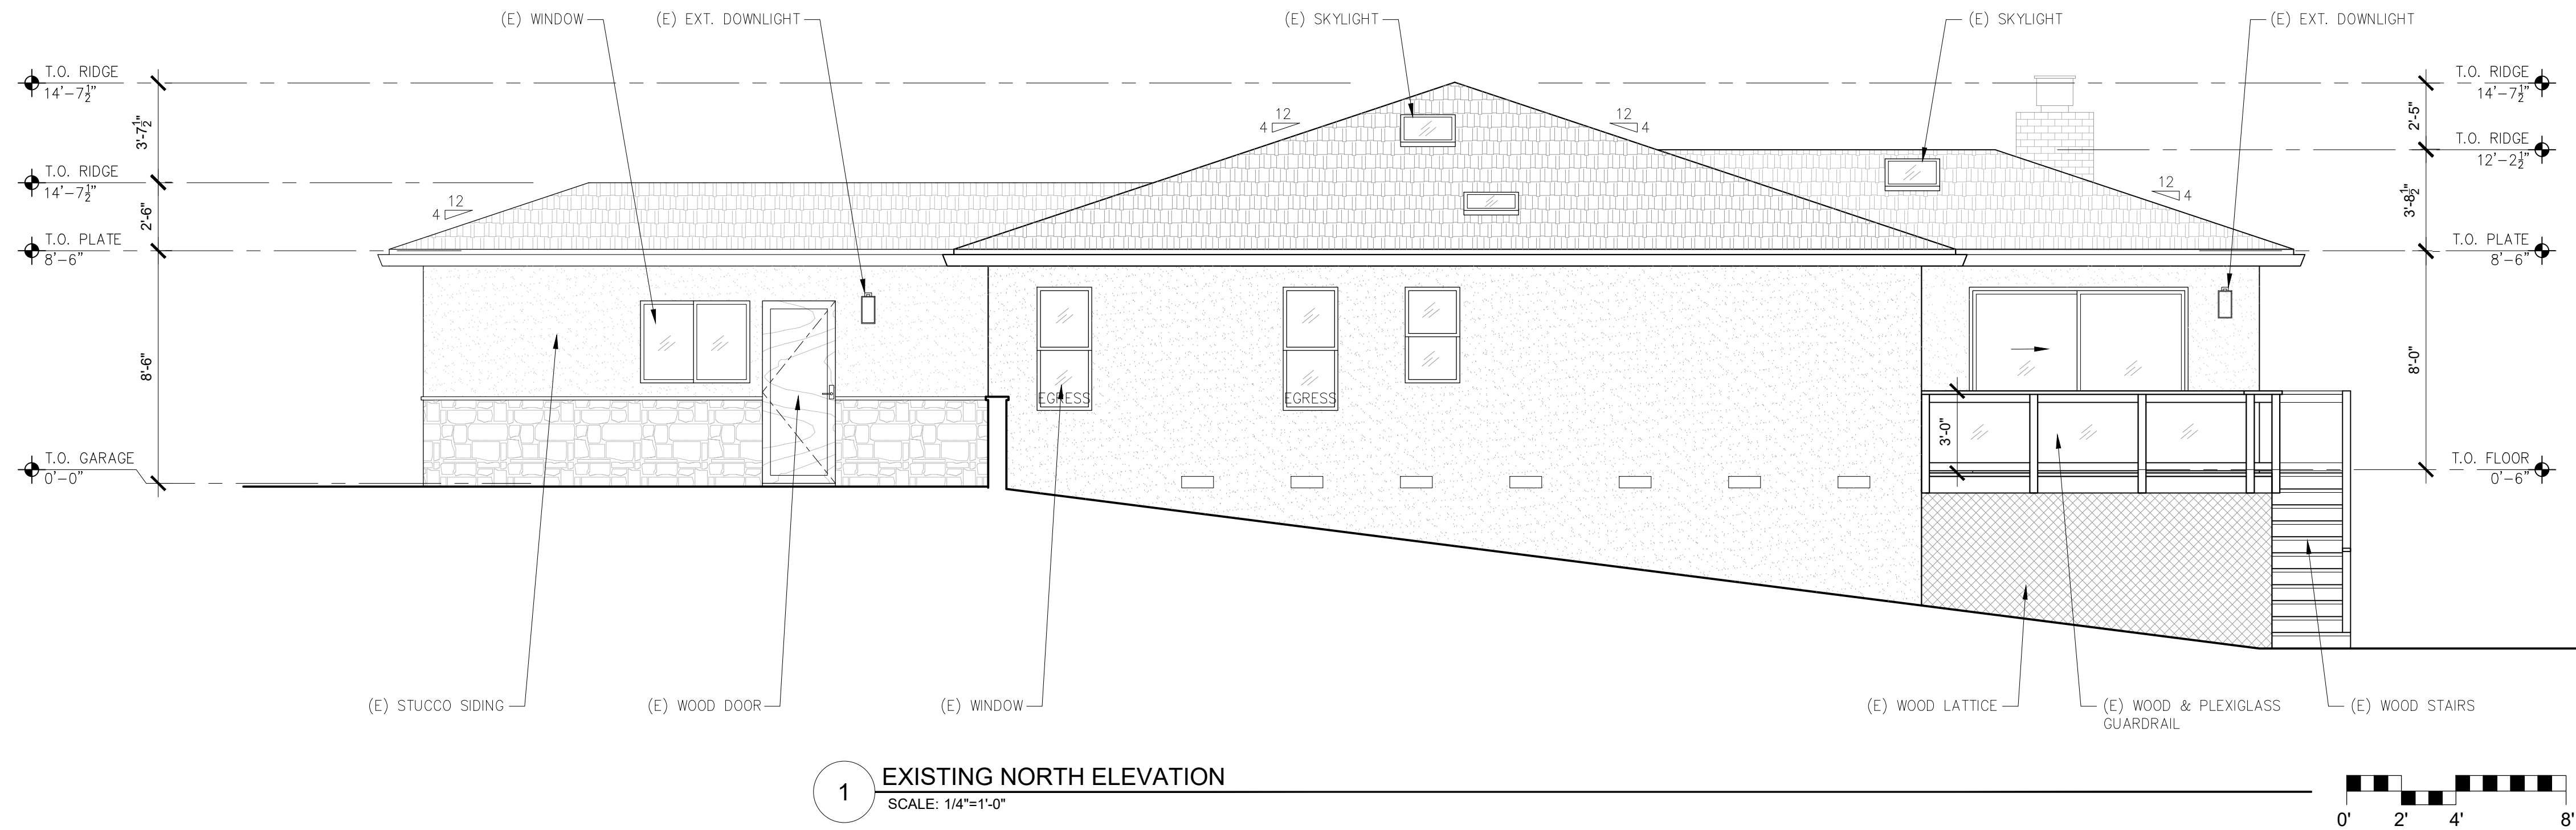 (E) WINDOW
(E) EXT. DOWNLIGHT
(E) SKYLIGHT
(E) SKYLIGHT
(E) EXT. DOWNLIGHT
T.O. RIDGE
14'-7½"
3'-7½"
T.O. RIDGE
14'-7½"
2'-6"
T.O. PLATE
8'-6"
8'-6"
T.O. GARAGE
0'-0"
12
4
12
4
12
4
12
4
EGRESS
EGRESS
3'-0"
T.O. RIDGE
14'-7½"
2'-5"
T.O. RIDGE
12'-2½"
3'-8½"
T.O. PLATE
8'-6"
8'-0"
T.O. FLOOR
0'-6"
(E) STUCCO SIDING
(E) WOOD DOOR
(E) WINDOW
(E) WOOD LATTICE
(E) WOOD & PLEXIGLASS
GUARDRAIL
(E) WOOD STAIRS
1
EXISTING NORTH ELEVATION
SCALE: 1/4"=1'-0"
0' 2' 4' 8'